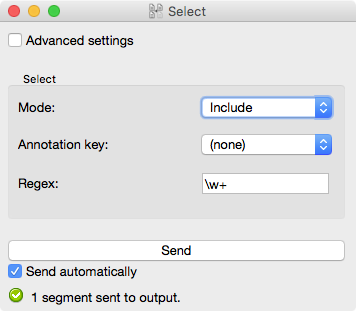 Select
Advanced settings
Select
Mode: Include
Annotation key: (none)
Regex: \w+
Send
Send automatically
1 segment sent to output.